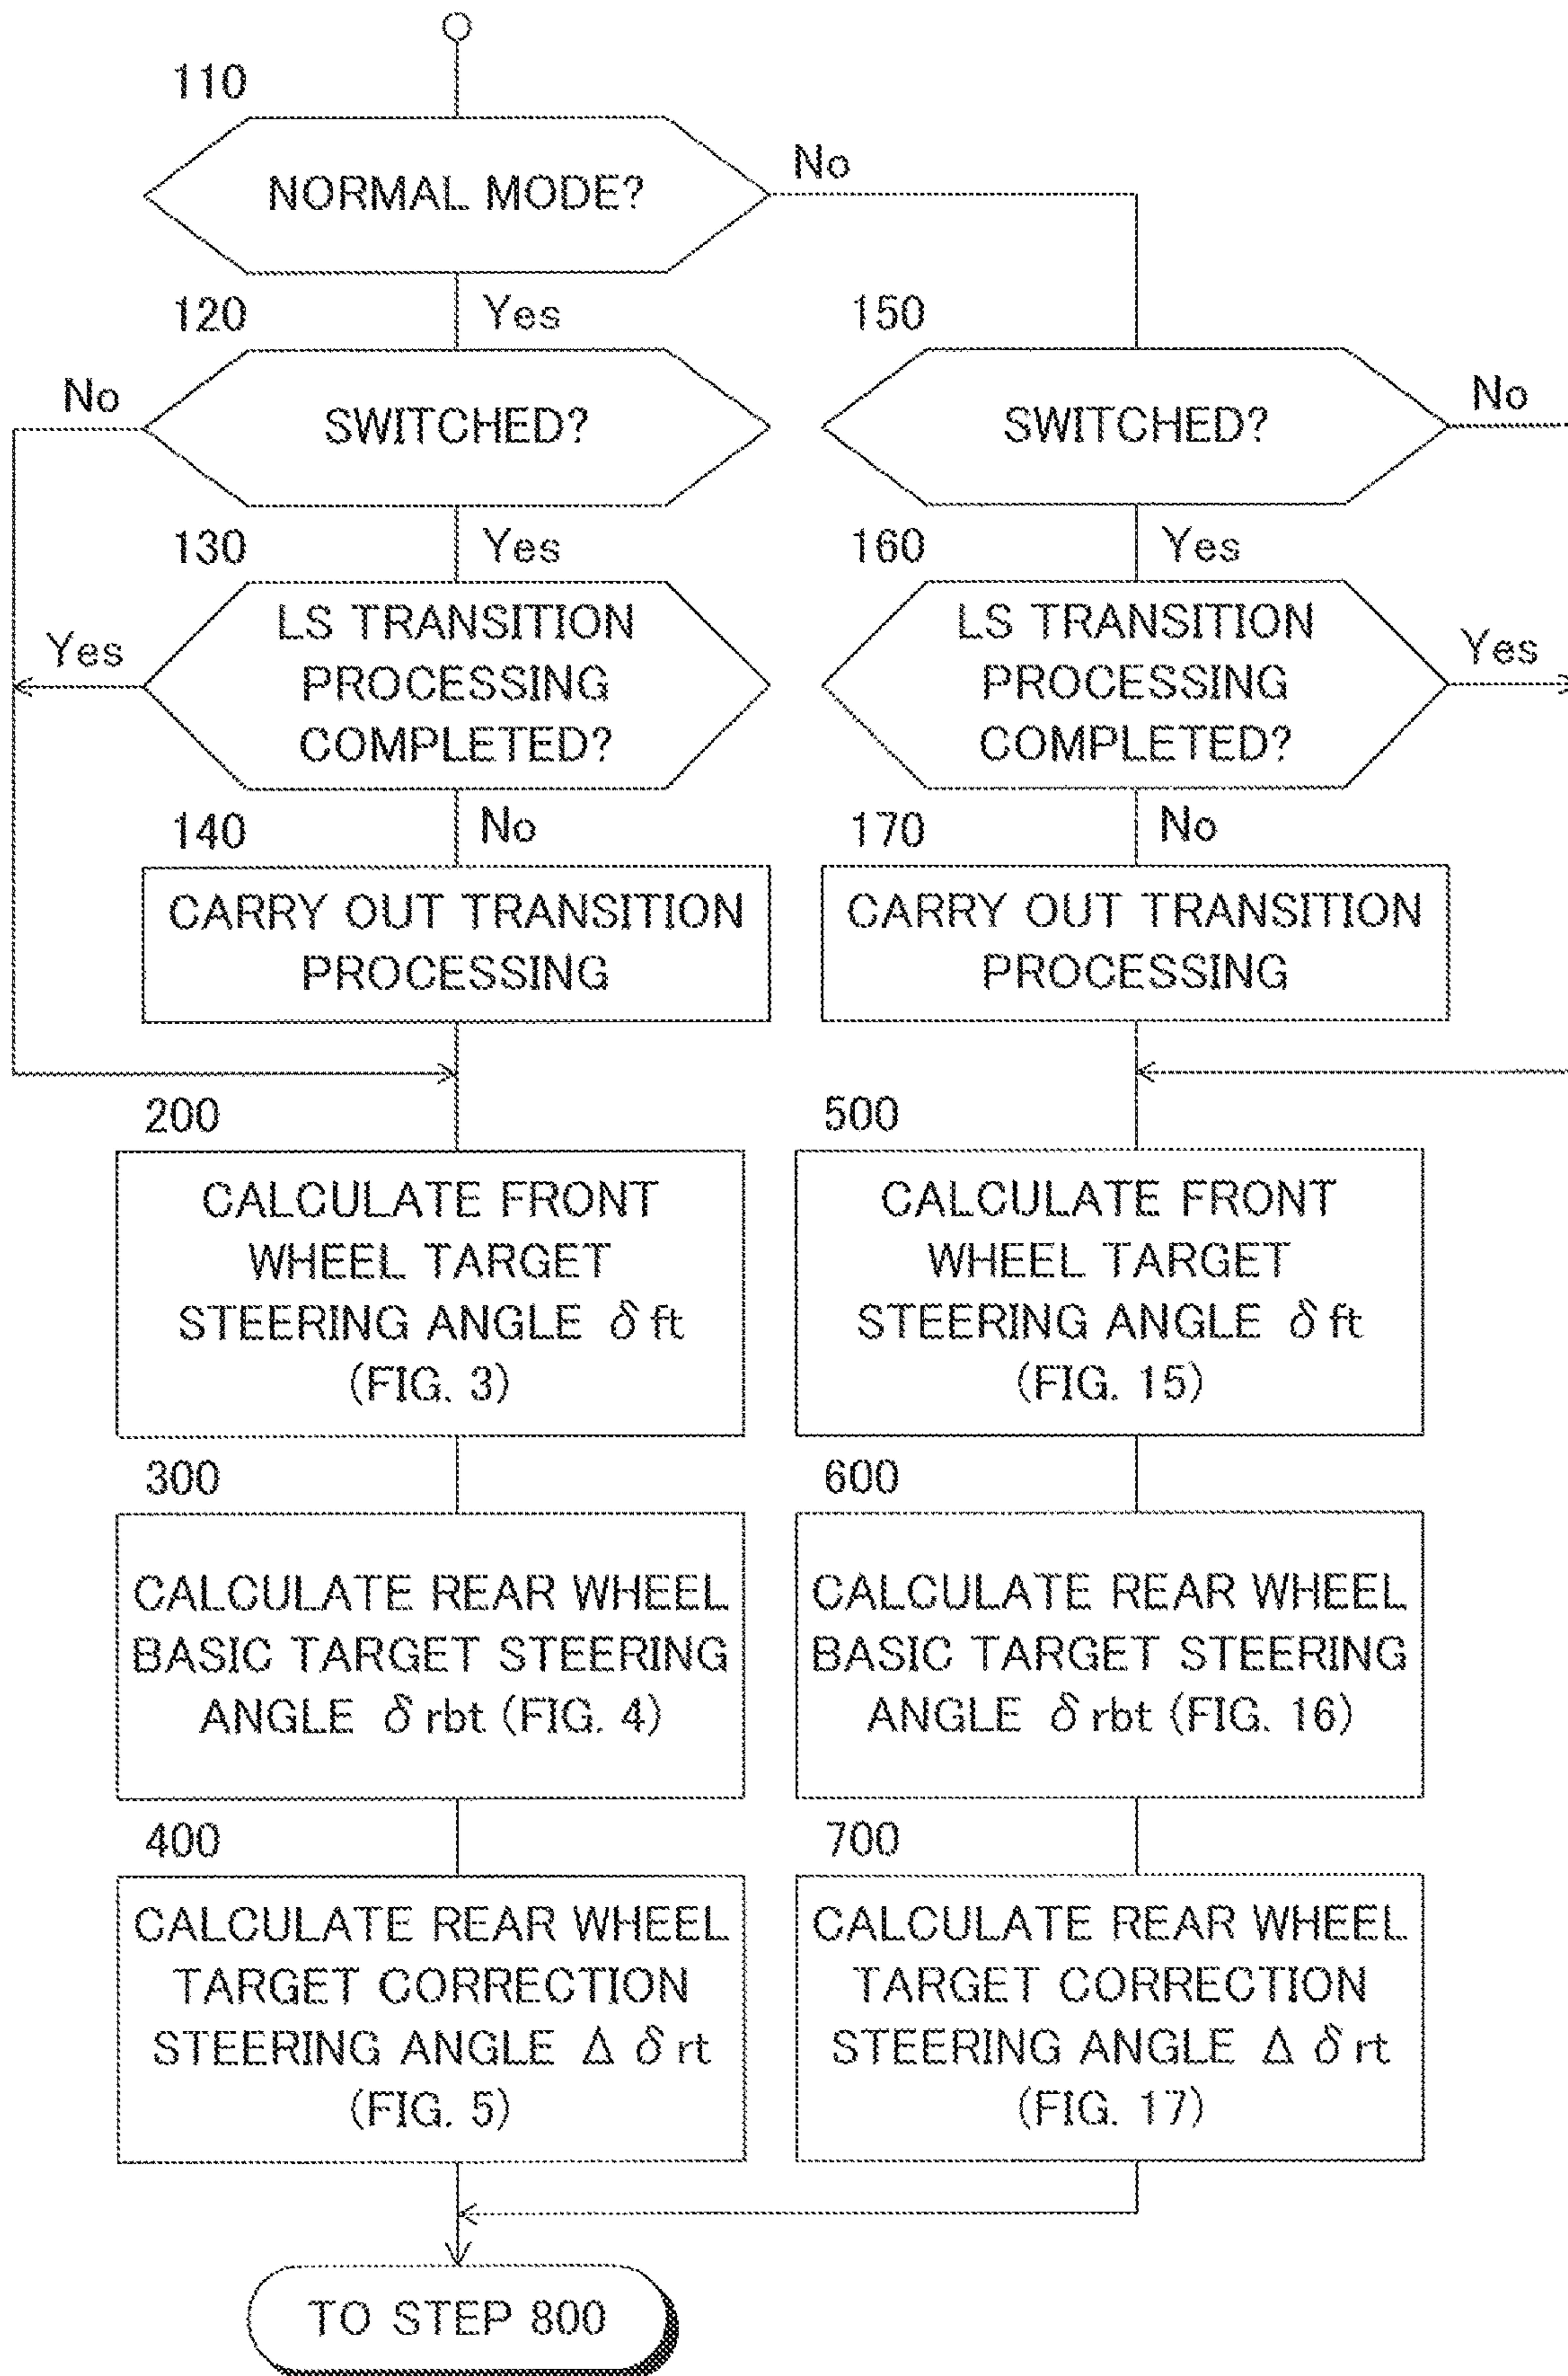 110
NORMAL MODE?
No
120
Yes
150
No
SWITCHED?
SWITCHED?
No
130
Yes
160
Yes
Yes
LS TRANSITION
PROCESSING
COMPLETED?
LS TRANSITION
PROCESSING
COMPLETED?
Yes
140
No
170
No
CARRY OUT TRANSITION
PROCESSING
CARRY OUT TRANSITION
PROCESSING
200
CALCULATE FRONT
WHEEL TARGET
STEERING ANGLE δft
(FIG. 3)
500
CALCULATE FRONT
WHEEL TARGET
STEERING ANGLE δft
(FIG. 15)
300
CALCULATE REAR WHEEL
BASIC TARGET STEERING
ANGLE δrbt (FIG. 4)
600
CALCULATE REAR WHEEL
BASIC TARGET STEERING
ANGLE δrbt (FIG. 16)
400
CALCULATE REAR WHEEL
TARGET CORRECTION
STEERING ANGLE Δδrt
(FIG. 5)
700
CALCULATE REAR WHEEL
TARGET CORRECTION
STEERING ANGLE Δδrt
(FIG. 17)
TO STEP 800